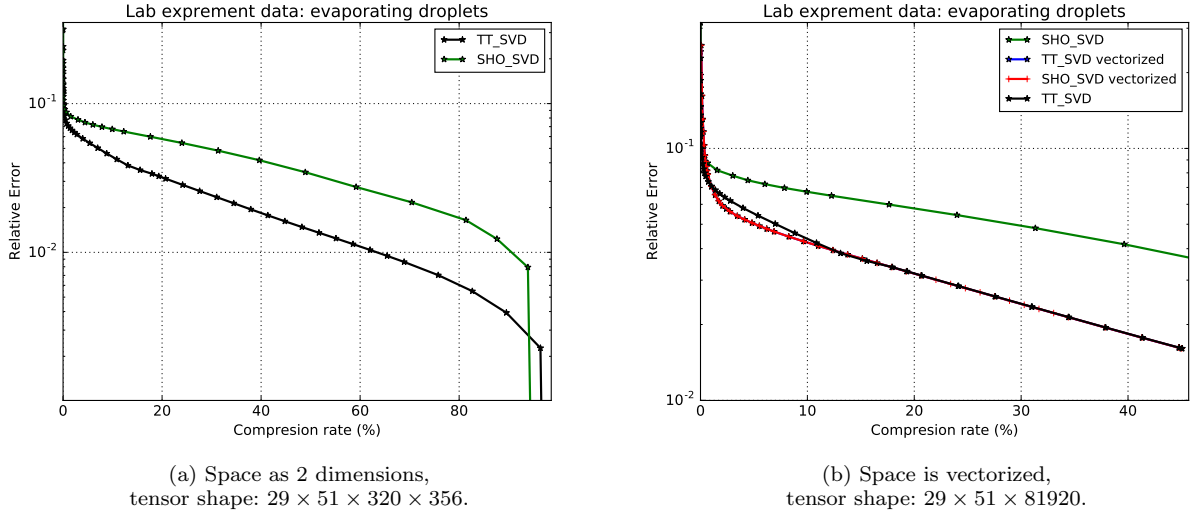 Lab exprement data: evaporating droplets
TT_SVD
SHO_SVD
10^-1
10^-2
Relative Error
0 20 40 60 80
Compresion rate (%)
(a) Space as 2 dimensions,
tensor shape: 29 × 51 × 320 × 356.
Lab exprement data: evaporating droplets
SHO_SVD
TT_SVD vectorized
SHO_SVD vectorized
TT_SVD
10^-1
10^-2
Relative Error
0 10 20 30 40
Compresion rate (%)
(b) Space is vectorized,
tensor shape: 29 × 51 × 81920.